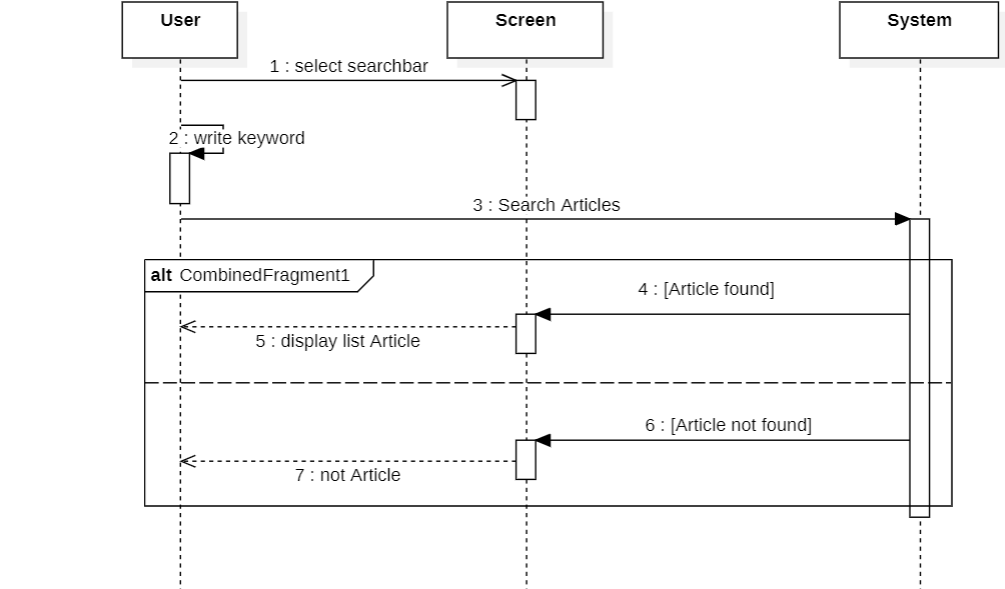 User
Screen
System
1 : select searchbar
2 : write keyword
3 : Search Articles
alt CombinedFragment1
4 : [Article found]
5 : display list Article
6 : [Article not found]
7 : not Article